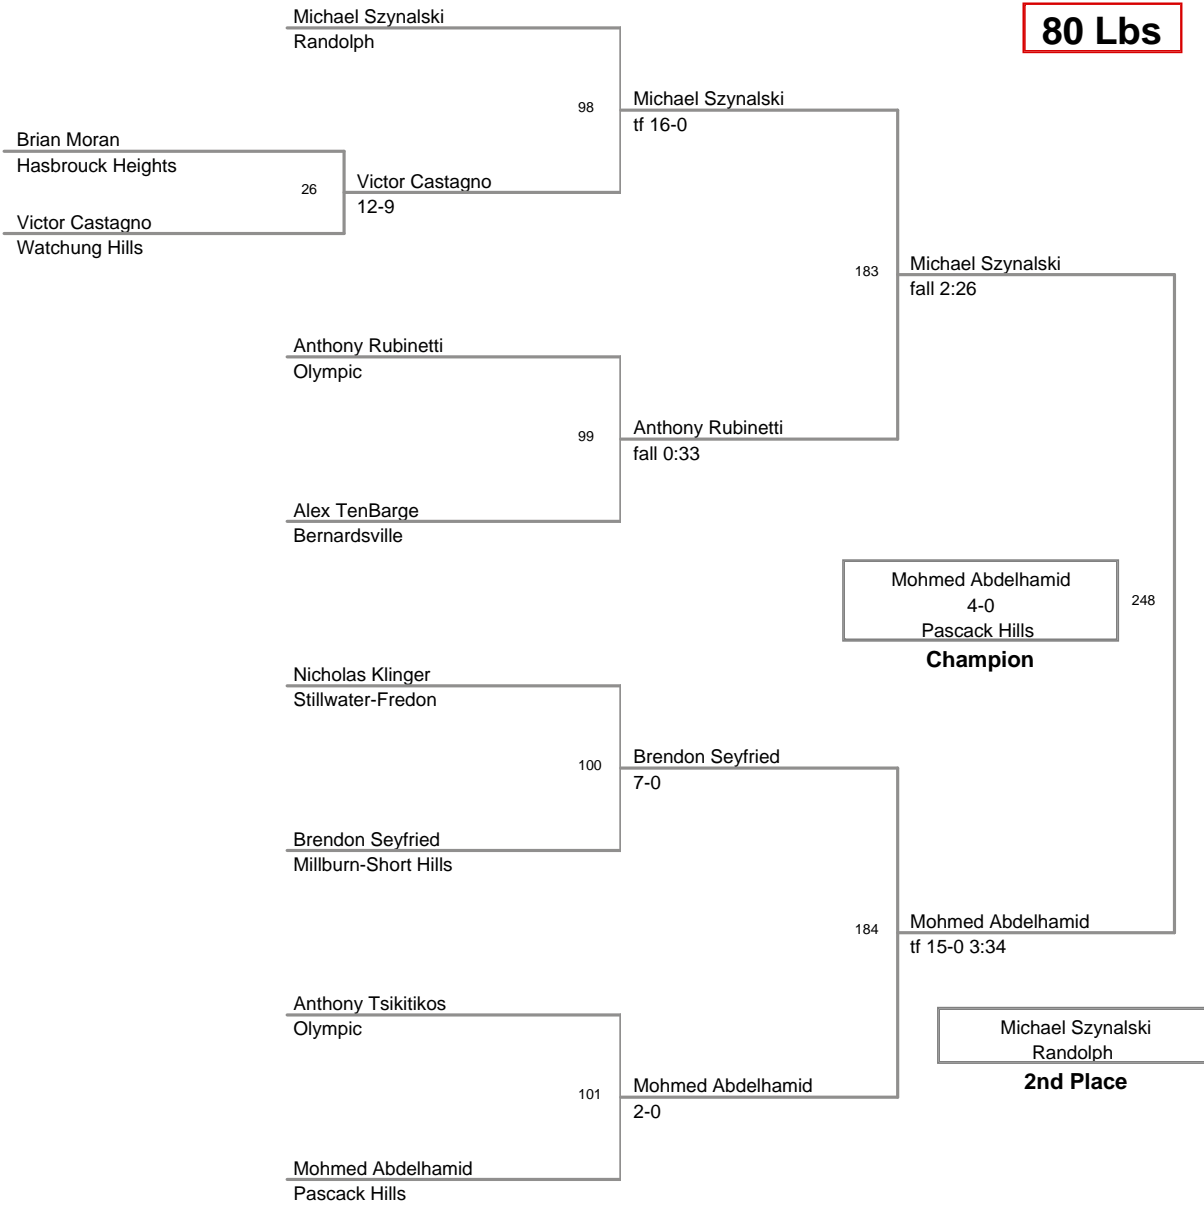 80 Lbs
Michael Szynalski
Randolph
98
Michael Szynalski
tf 16-0
Brian Moran
Hasbrouck Heights
26
Victor Castagno
12-9
Victor Castagno
Watchung Hills
183
Michael Szynalski
fall 2:26
Anthony Rubinetti
Olympic
99
Anthony Rubinetti
fall 0:33
Alex TenBarge
Bernardsville
Mohmed Abdelhamid
4-0
Pascack Hills
Champion
248
Nicholas Klinger
Stillwater-Fredon
100
Brendon Seyfried
7-0
Brendon Seyfried
Millburn-Short Hills
184
Mohmed Abdelhamid
tf 15-0 3:34
Anthony Tsikitikos
Olympic
101
Mohmed Abdelhamid
2-0
Mohmed Abdelhamid
Pascack Hills
Michael Szynalski
Randolph
2nd Place